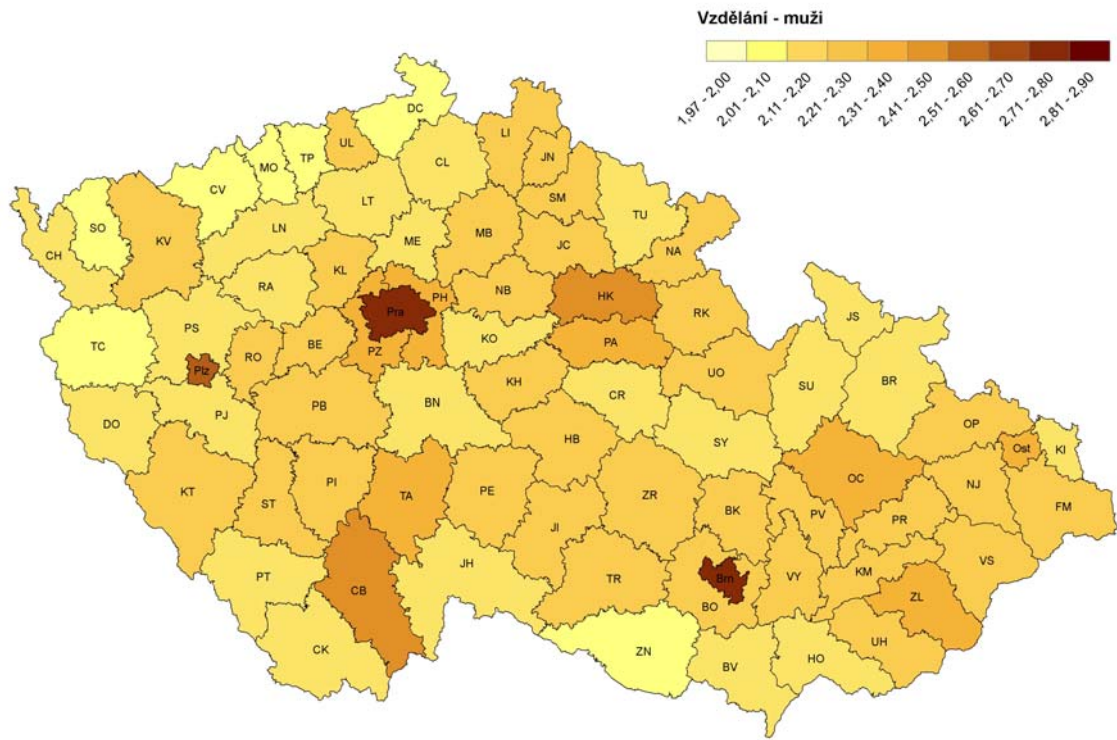 Vzdělání - muži
1,97 - 2,00
2,01 - 2,10
2,11 - 2,20
2,21 - 2,30
2,31 - 2,40
2,41 - 2,50
2,51 - 2,60
2,61 - 2,70
2,71 - 2,80
2,81 - 2,90
DC
UL
LI
TP
MO
JN
CL
CV
SM
LT
TU
SO
LN
MB
KV
ME
JC
CH
NA
KL
RA
NB
PH
HK
Pra
RK
JS
PS
KO
PA
TC
BE
PZ
RO
Plz
UO
BR
SU
KH
CR
BN
PB
PJ
DO
OP
HB
SY
Ost
KI
OC
PI
KT
NJ
TA
PE
ZR
ST
FM
BK
PV
PR
JI
VS
JH
KM
PT
VY
TR
Brn
CB
ZL
BO
UH
CK
ZN
HO
BV